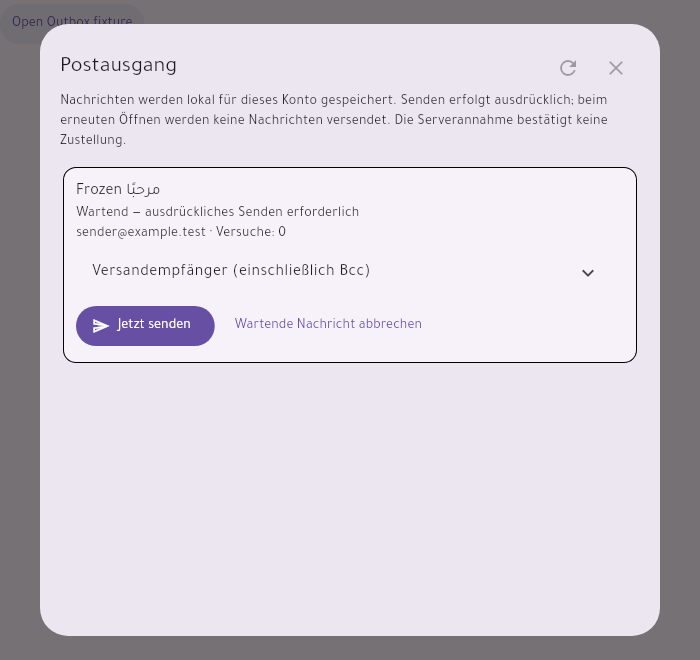 Open Outbox fixture
Postausgang
Nachrichten werden lokal für dieses Konto gespeichert. Senden erfolgt ausdrücklich; beim
erneuten Öffnen werden keine Nachrichten versendet. Die Serverannahme bestätigt keine
Zustellung.
Frozen مرحبًا
Wartend – ausdrückliches Senden erforderlich
sender@example.test · Versuche: 0
Versandempfänger (einschließlich Bcc)
Jetzt senden
Wartende Nachricht abbrechen